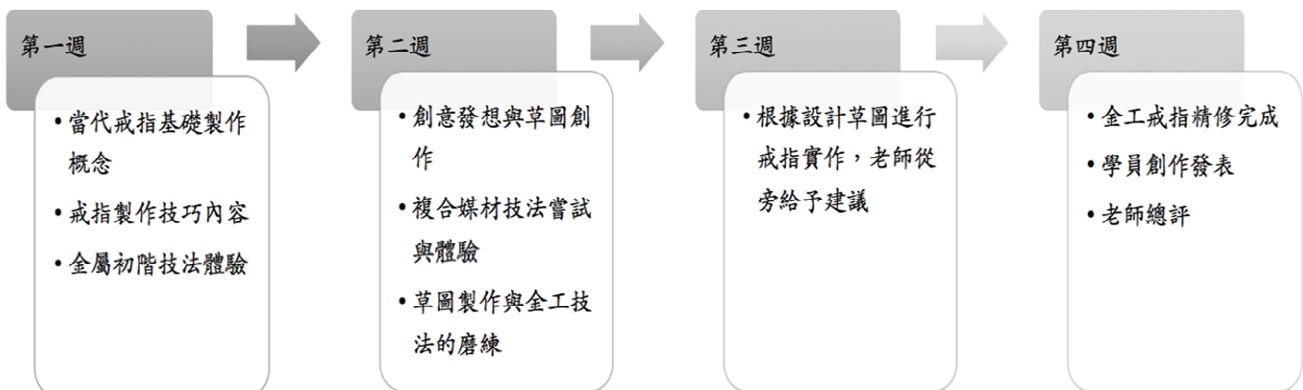 第一週
• 當代戒指基礎製作
概念
• 戒指製作技巧內容
• 金屬初階技法體驗
第二週
• 創意發想與草圖創
作
• 複合媒材技法嘗試
與體驗
• 草圖製作與金工技
法的磨練
第三週
• 根據設計草圖進行
戒指實作，老師從
旁給予建議
第四週
• 金工戒指精修完成
• 學員創作發表
• 老師總評